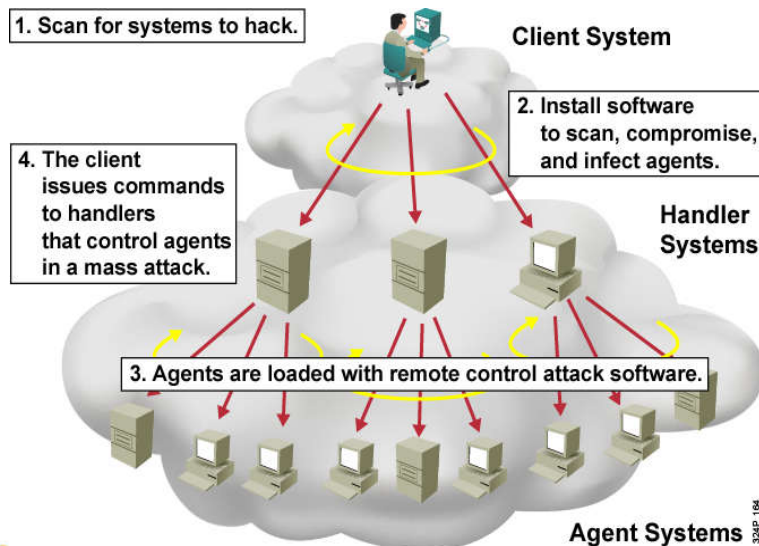 1. Scan for systems to hack.
Client System
2. Install software
to scan, compromise,
and infect agents.
4. The client
issues commands
to handlers
that control agents
in a mass attack.
Handler
Systems
3. Agents are loaded with remote control attack software.
Agent Systems
324P_164